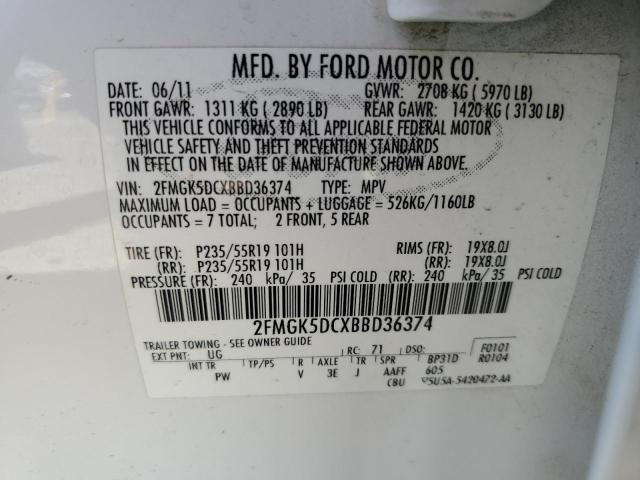 MFD. BY FORD MOTOR CO.
DATE: 06/11 GVWR: 2708 KG ( 5970 LB)
FRONT GAWR: 1311 KG ( 2890 LB) REAR GAWR: 1420 KG ( 3130 LB)
THIS VEHICLE CONFORMS TO ALL APPLICABLE FEDERAL MOTOR
VEHICLE SAFETY AND THEFT PREVENTION STANDARDS
IN EFFECT ON THE DATE OF MANUFACTURE SHOWN ABOVE.
VIN: 2FMGK5DCXBBD36374 TYPE: MPV
MAXIMUM LOAD = OCCUPANTS + LUGGAGE = 526KG/1160LB
OCCUPANTS = 7 TOTAL; 2 FRONT, 5 REAR
TIRE (FR): P235/55R19 101H RIMS (FR): 19X8.0J
(RR): P235/55R19 101H (RR): 19X8.0J
PRESSURE (FR): 240 kPa/ 35 PSI COLD (RR): 240 kPa/ 35 PSI COLD
2FMGK5DCXBBD36374
TRAILER TOWING - SEE OWNER GUIDE F0101
EXT PNT: UG RC: 71 DSO: R0104
INT TR TP/PS R AXLE TR SPR BP31D
PW V 3E J AAFF 605
CBU 5U5A-5420472-AA